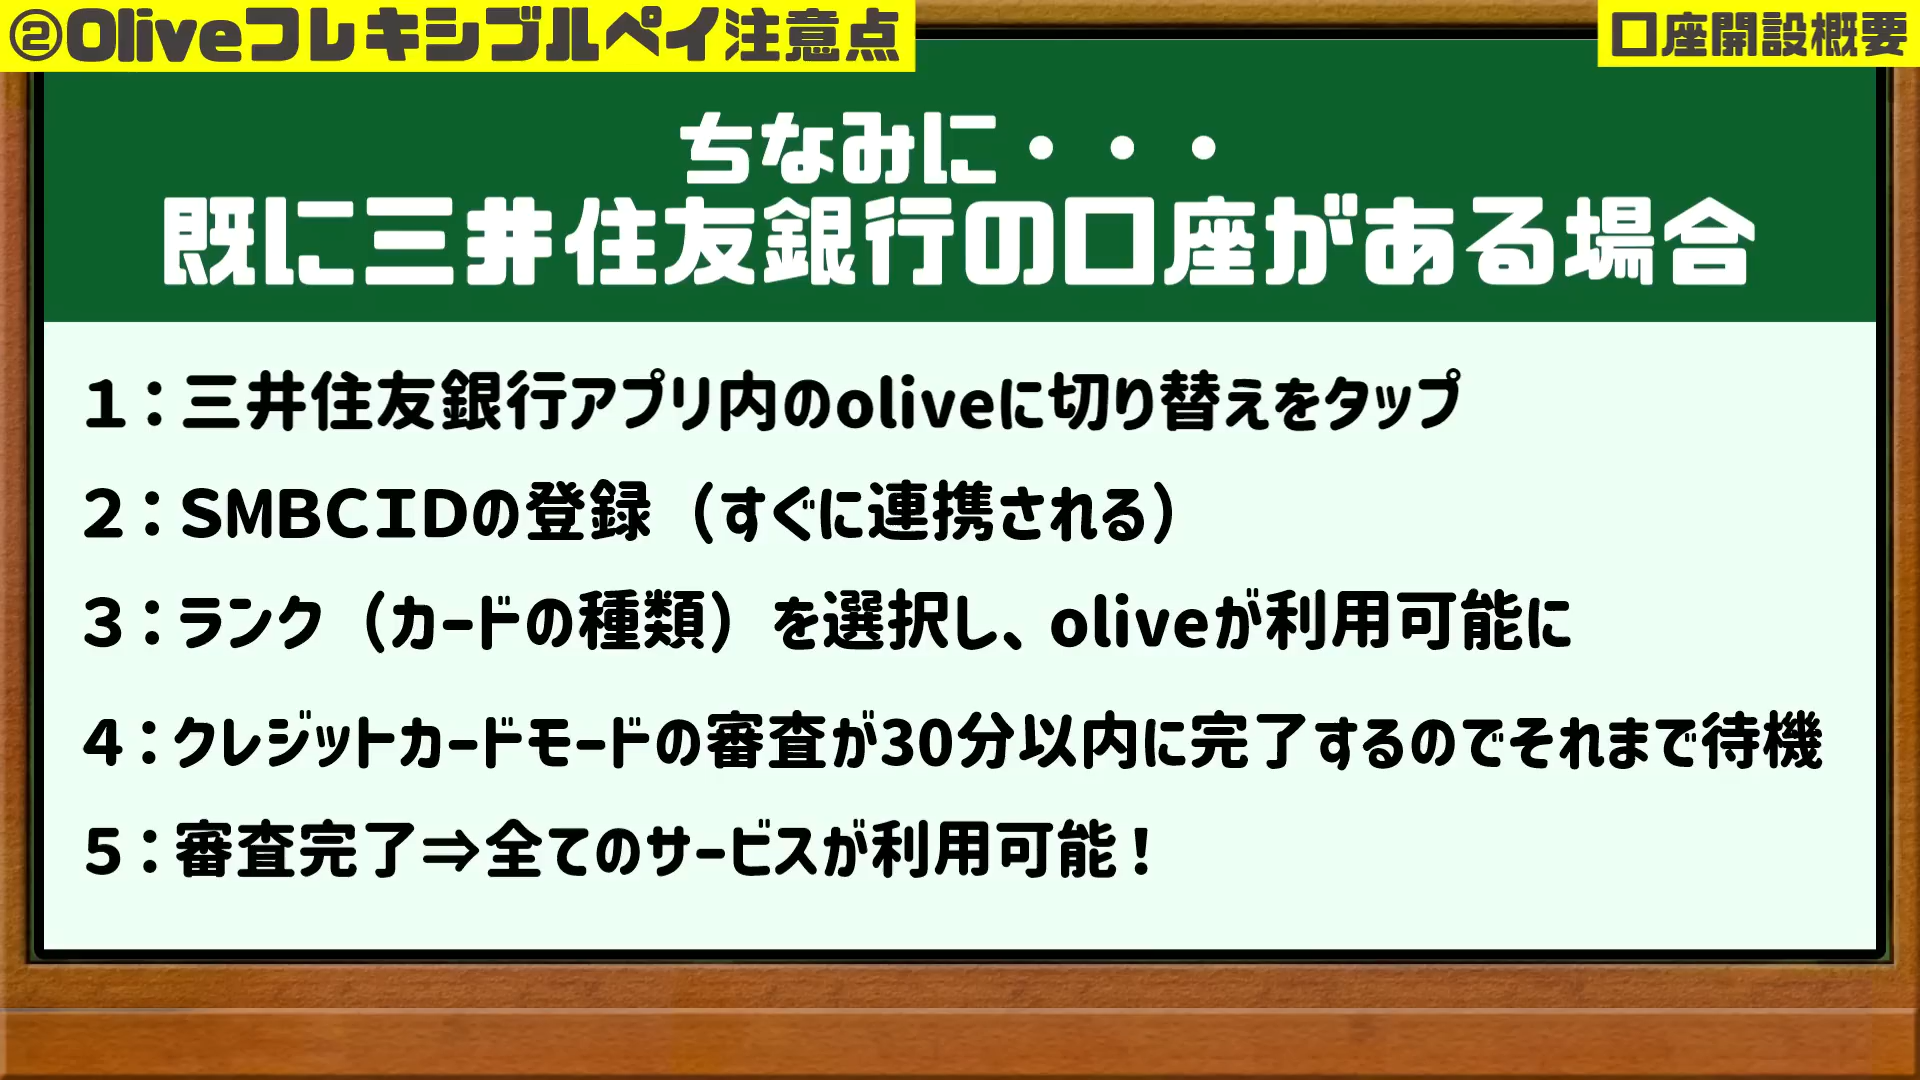 ②Oliveフレキシブルペイ注意点
口座開設概要
ちなみに・・・
既に三井住友銀行の口座がある場合
１：三井住友銀行アプリ内のoliveに切り替えをタップ
２：SMBCIDの登録（すぐに連携される）
３：ランク（カードの種類）を選択し、oliveが利用可能に
４：クレジットカードモードの審査が30分以内に完了するのでそれまで待機
５：審査完了⇒全てのサービスが利用可能！